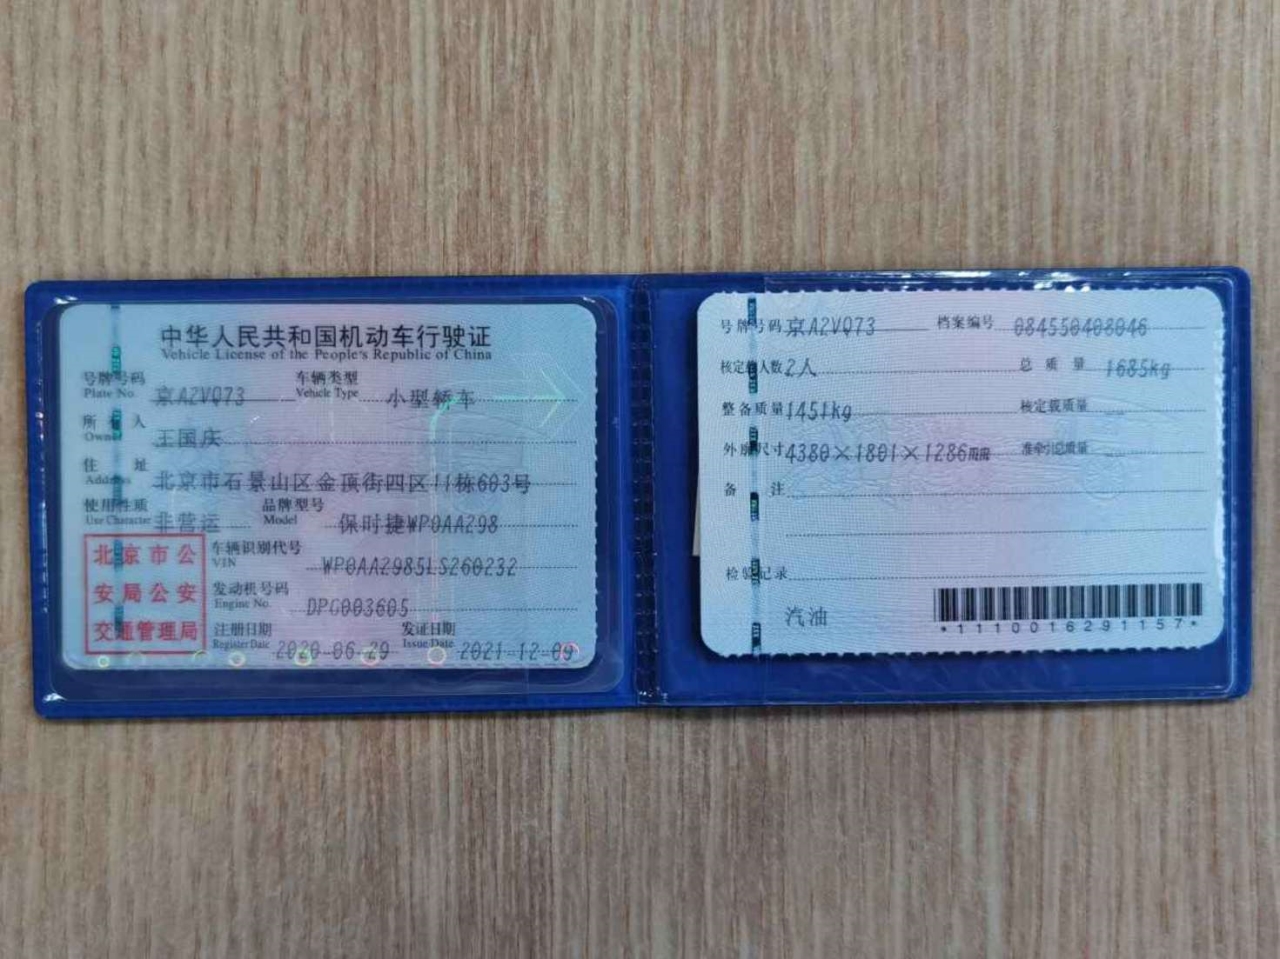 中华人民共和国机动车行驶证
Vehicle License of the People's Republic of China
号牌号码 京A2VQ73 车辆类型 小型轿车
Plate No. Vehicle Type
所有人 王国庆
Owner
住址 北京市石景山区金顶街四区11栋603号
Address
使用性质 非营运 品牌型号 保时捷WP0AA298
Use Character Model
北京市公
安局公安
交通管理局
车辆识别代号 WP0AA2985LS260232
VIN
发动机号码 DPG003605
Engine No.
注册日期 2020-06-29 发证日期 2021-12-09
Register Date Issue Date
号牌号码 京A2VQ73 档案编号 084550408046
核定载人数 2人 总质量 1685kg
整备质量 1451kg 核定载质量
外廓尺寸 4380×1801×1286mm 准牵引总质量
备注
检验记录
汽油
*1110016291157*